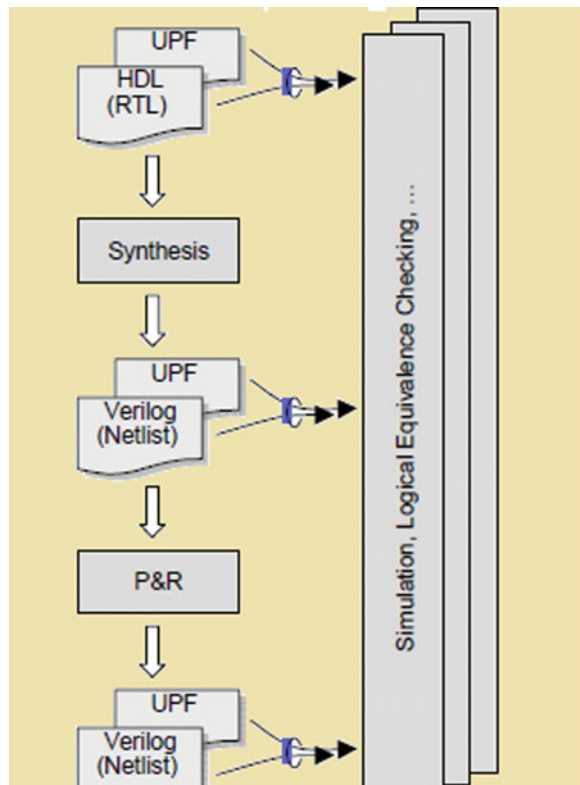 UPF
HDL
(RTL)
Synthesis
UPF
Verilog
(Netlist)
P&R
UPF
Verilog
(Netlist)
Simulation, Logical Equivalence Checking, ...